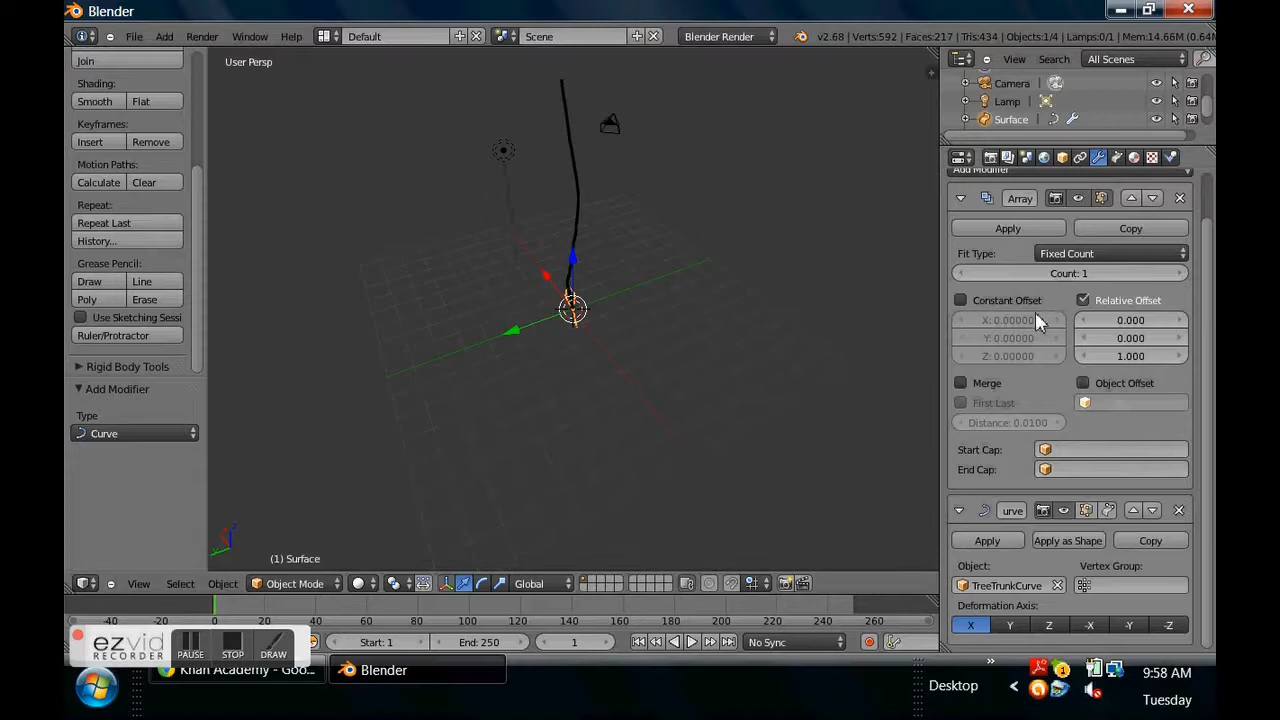 Blender
File Add Render Window Help Default Scene Blender Render v2.68 | Verts:592 | Faces:217 | Tris:434 | Objects:1/4 | Lamps:0/1 | Mem:14.66M (0.64M
Join
Shading:
Smooth Flat
Keyframes:
Insert Remove
Motion Paths:
Calculate Clear
Repeat:
Repeat Last
History...
Grease Pencil:
Draw Line
Poly Erase
Use Sketching Sessi
Ruler/Protractor
Rigid Body Tools
Add Modifier
Type
Curve
User Persp
(1) Surface
View Search All Scenes
Camera
Lamp
Surface
Add Modifier
Array
Apply Copy
Fit Type: Fixed Count
Count: 1
Constant Offset Relative Offset
X: 0.00000 0.000
Y: 0.00000 0.000
Z: 0.00000 1.000
Merge Object Offset
First Last
Distance: 0.0100
Start Cap:
End Cap:
urve
Apply Apply as Shape Copy
Object: Vertex Group:
TreeTrunkCurve
Deformation Axis:
X Y Z -X -Y -Z
View Select Object Object Mode Global
-40 -20 0 20 40 60 80 100 120 140 160 180 200 220 240 260
Start: 1 End: 250 1 No Sync
ezvid
RECORDER
PAUSE STOP DRAW
Khan Academy - Goo... Blender
Desktop
9:58 AM
Tuesday